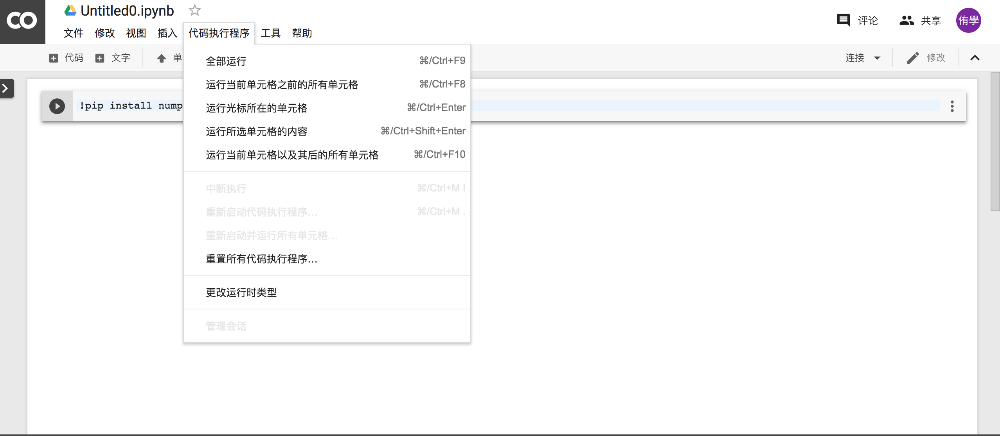 CO Untitled0.ipynb
文件 修改 视图 插入 代码执行程序 工具 帮助
评论 共享 侑學
代码 文字 单
连接 修改
!pip install nump
全部运行 ⌘/Ctrl+F9
运行当前单元格之前的所有单元格 ⌘/Ctrl+F8
运行光标所在的单元格 ⌘/Ctrl+Enter
运行所选单元格的内容 ⌘/Ctrl+Shift+Enter
运行当前单元格以及其后的所有单元格 ⌘/Ctrl+F10
中断执行 ⌘/Ctrl+M I
重新启动代码执行程序… ⌘/Ctrl+M .
重新启动并运行所有单元格…
重置所有代码执行程序…
更改运行时类型
管理会话